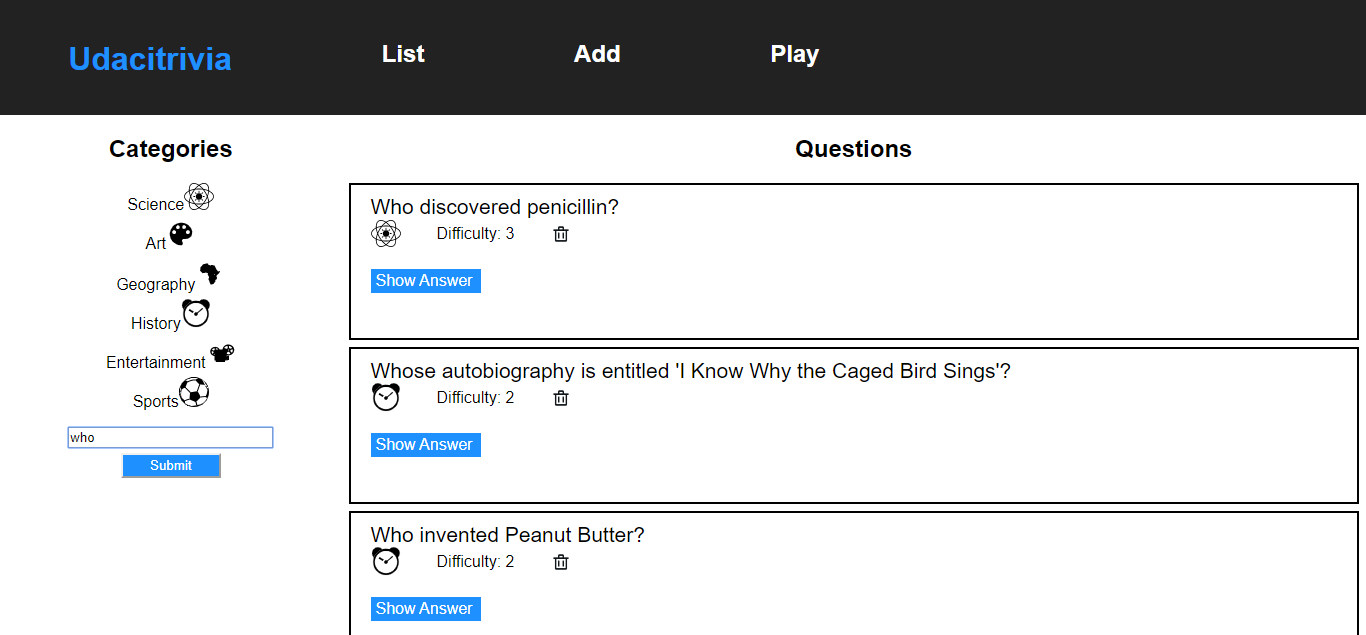 Udacitrivia
List
Add
Play
Categories
Science
Art
Geography
History
Entertainment
Sports
who
Submit
Questions
Who discovered penicillin?
Difficulty: 3
Show Answer
Whose autobiography is entitled 'I Know Why the Caged Bird Sings'?
Difficulty: 2
Show Answer
Who invented Peanut Butter?
Difficulty: 2
Show Answer